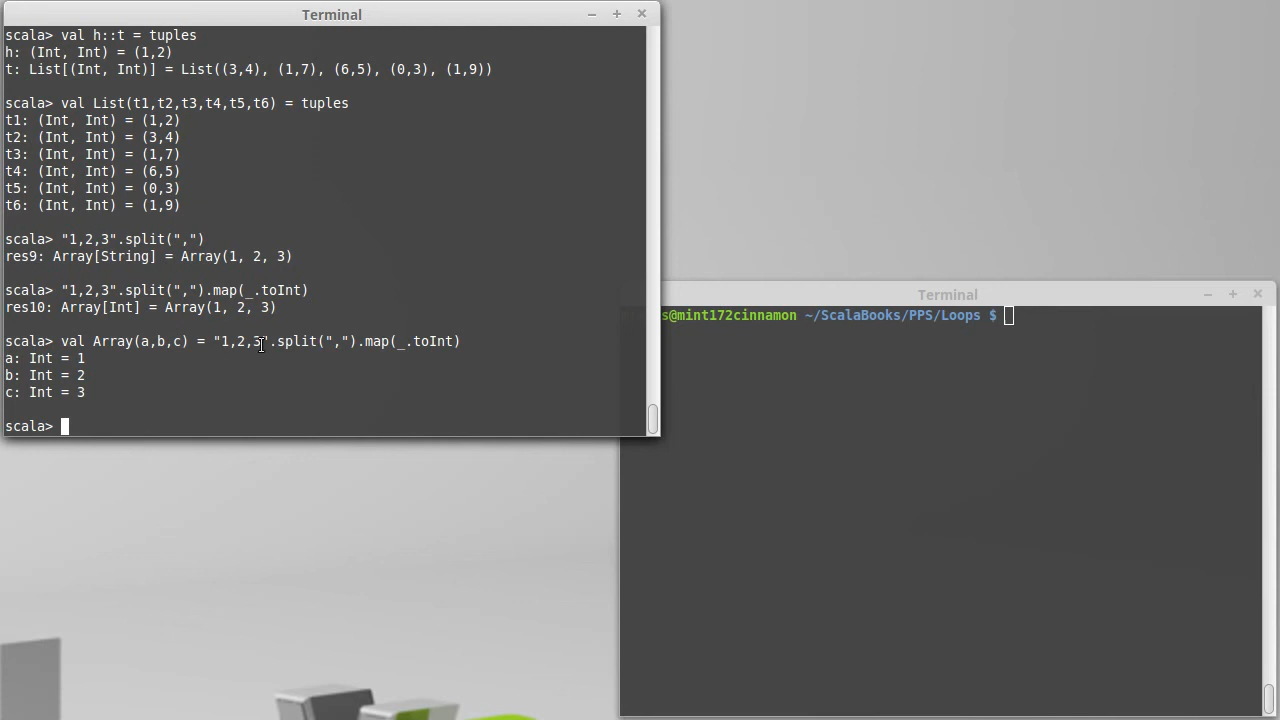 Terminal
scala> val h::t = tuples
h: (Int, Int) = (1,2)
t: List[(Int, Int)] = List((3,4), (1,7), (6,5), (0,3), (1,9))
scala> val List(t1,t2,t3,t4,t5,t6) = tuples
t1: (Int, Int) = (1,2)
t2: (Int, Int) = (3,4)
t3: (Int, Int) = (1,7)
t4: (Int, Int) = (6,5)
t5: (Int, Int) = (0,3)
t6: (Int, Int) = (1,9)
scala> "1,2,3".split(",")
res9: Array[String] = Array(1, 2, 3)
scala> "1,2,3".split(",").map(_.toInt)
res10: Array[Int] = Array(1, 2, 3)
scala> val Array(a,b,c) = "1,2,3".split(",").map(_.toInt)
a: Int = 1
b: Int = 2
c: Int = 3
scala>
Terminal
s@mint172cinnamon ~/ScalaBooks/PPS/Loops $